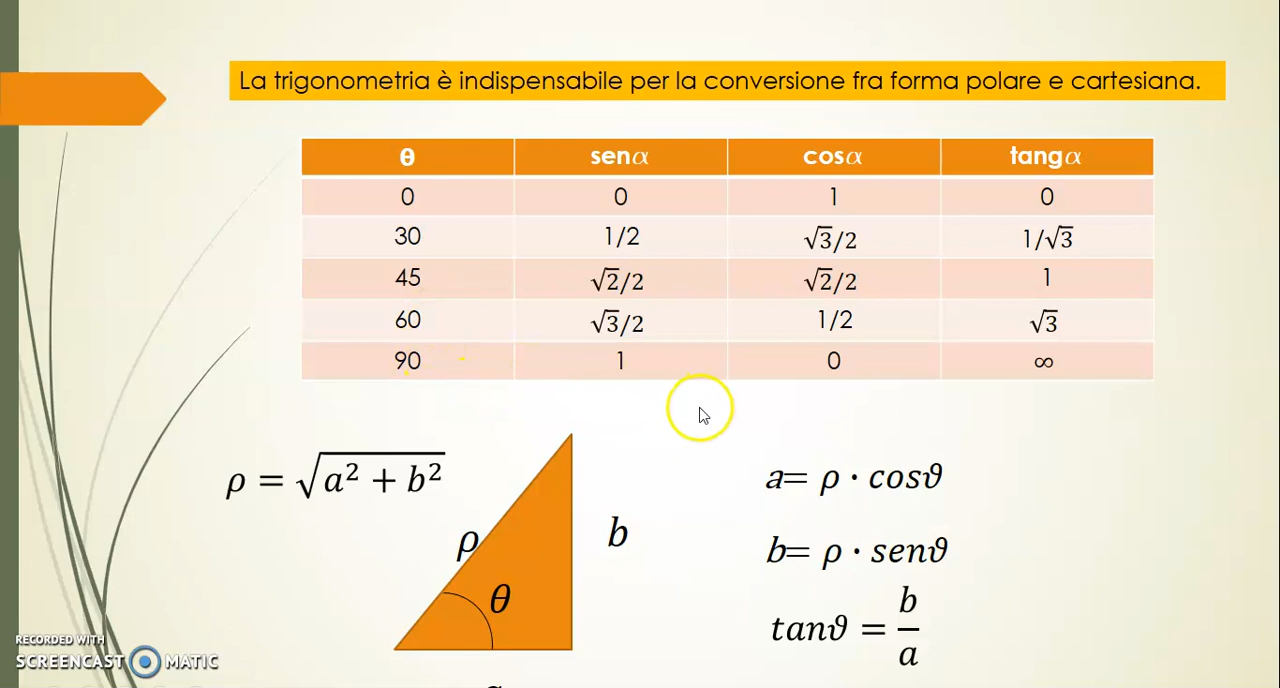 La trigonometria è indispensabile per la conversione fra forma polare e cartesiana.
θ senα cosα tangα
0 0 1 0
30 1/2 √3/2 1/√3
45 √2/2 √2/2 1
60 √3/2 1/2 √3
90 1 0 ∞
ρ = √a² + b²
ρ
b
θ
a= ρ · cosϑ
b= ρ · senϑ
tanϑ = b/a
RECORDED WITH
SCREENCAST MATIC